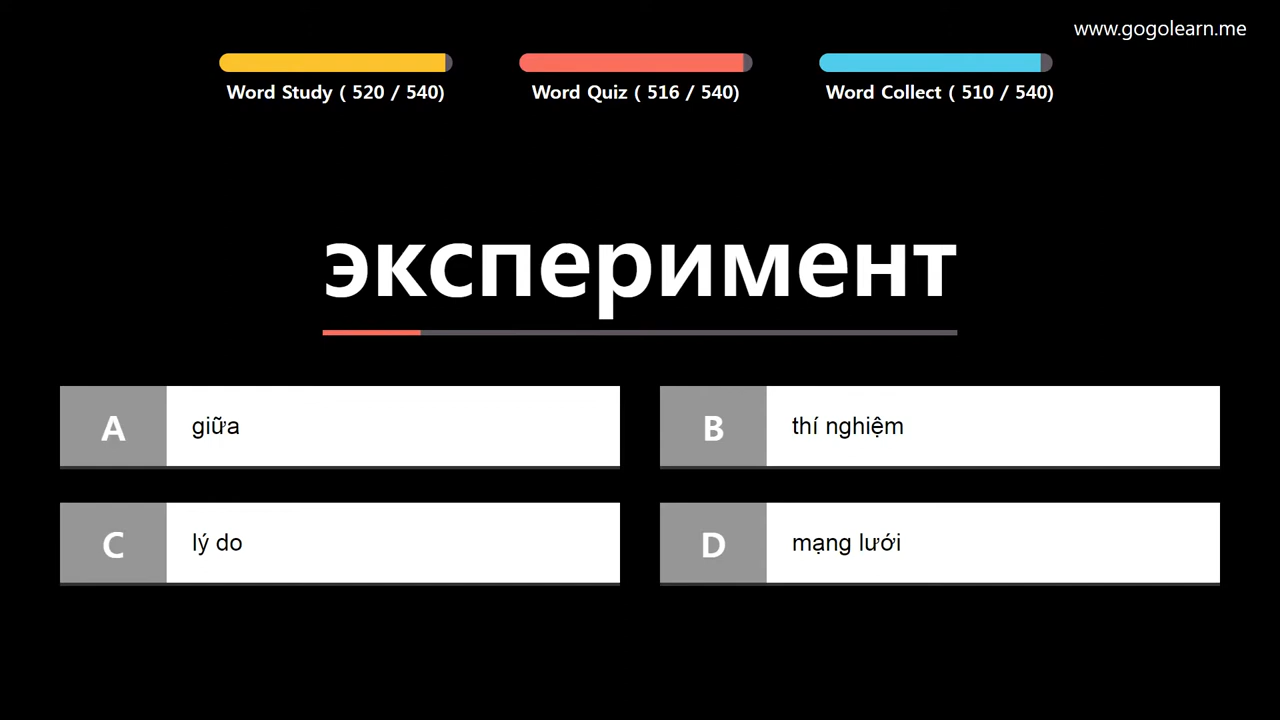 www.gogolearn.me
Word Study ( 520 / 540)
Word Quiz ( 516 / 540)
Word Collect ( 510 / 540)
эксперимент
A
giữa
B
thí nghiệm
C
lý do
D
mạng lưới